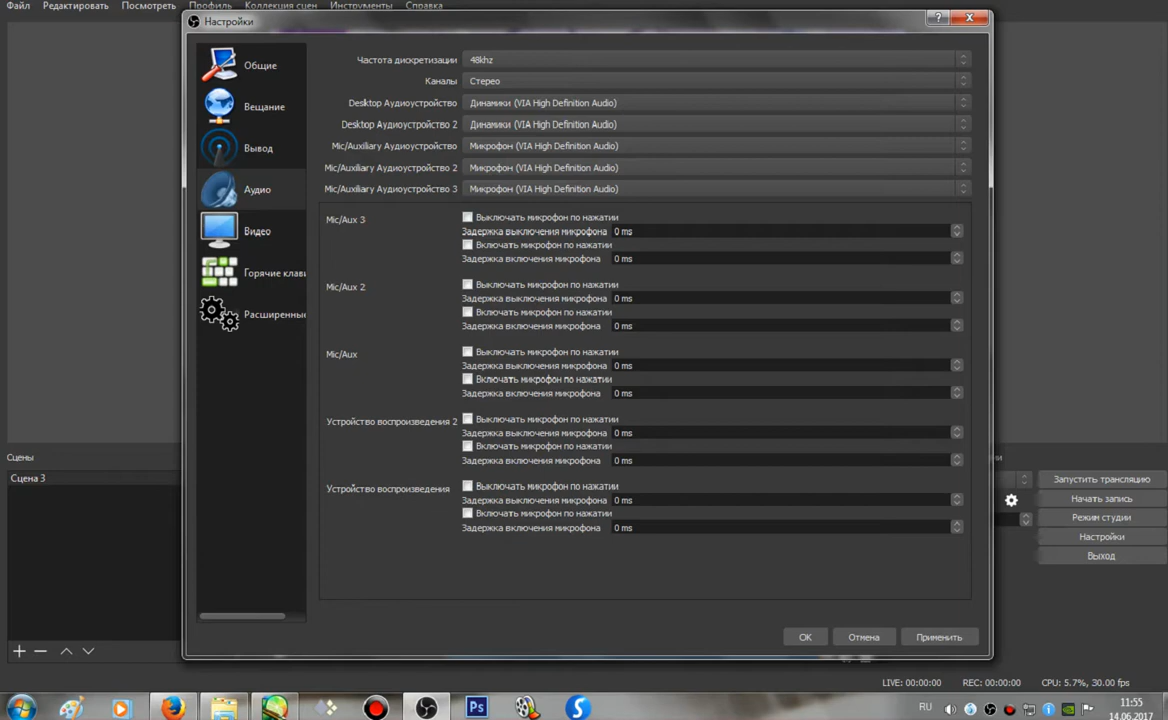 Файл Редактировать Посмотреть Профиль Коллекция сцен Инструменты Справка
Настройки
?
Общие
Вещание
Вывод
Аудио
Видео
Горячие клави
Расширенные
Частота дискретизации 48khz
Каналы Стерео
Desktop Аудиоустройство Динамики (VIA High Definition Audio)
Desktop Аудиоустройство 2 Динамики (VIA High Definition Audio)
Mic/Auxiliary Аудиоустройство Микрофон (VIA High Definition Audio)
Mic/Auxiliary Аудиоустройство 2 Микрофон (VIA High Definition Audio)
Mic/Auxiliary Аудиоустройство 3 Микрофон (VIA High Definition Audio)
Mic/Aux 3 Выключать микрофон по нажатии
Задержка выключения микрофона 0 ms
Включать микрофон по нажатии
Задержка включения микрофона 0 ms
Mic/Aux 2 Выключать микрофон по нажатии
Задержка выключения микрофона 0 ms
Включать микрофон по нажатии
Задержка включения микрофона 0 ms
Mic/Aux Выключать микрофон по нажатии
Задержка выключения микрофона 0 ms
Включать микрофон по нажатии
Задержка включения микрофона 0 ms
Устройство воспроизведения 2 Выключать микрофон по нажатии
Задержка выключения микрофона 0 ms
Включать микрофон по нажатии
Задержка включения микрофона 0 ms
Устройство воспроизведения Выключать микрофон по нажатии
Задержка выключения микрофона 0 ms
Включать микрофон по нажатии
Задержка включения микрофона 0 ms
OK Отмена Применить
Сцены
Сцена 3
Запустить трансляцию
Начать запись
Режим студии
Настройки
Выход
LIVE: 00:00:00 REC: 00:00:00 CPU: 5.7%, 30.00 fps
Ps
RU
11:55
14.06.2017